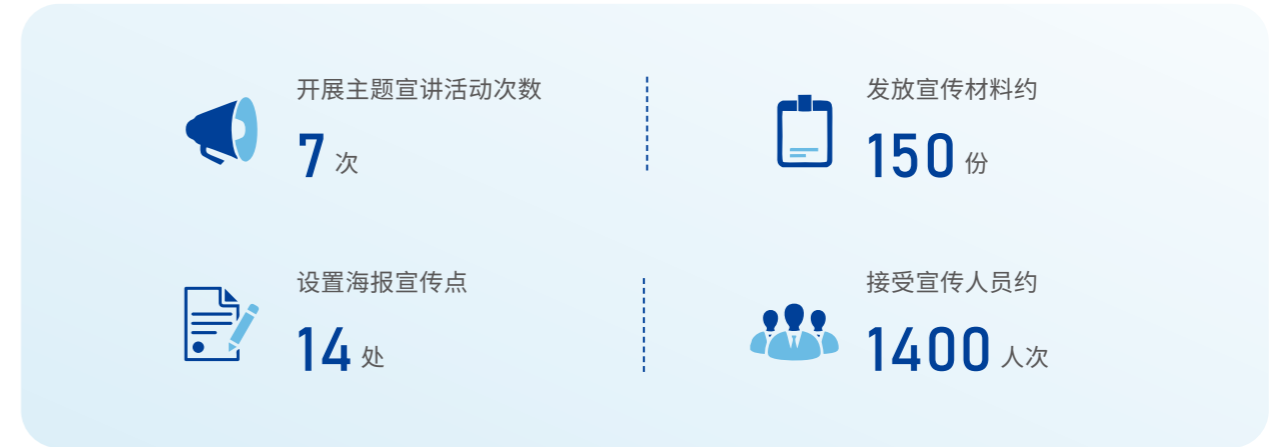 开展主题宣讲活动次数
7 次
发放宣传材料约
150 份
设置海报宣传点
14 处
接受宣传人员约
1400 人次